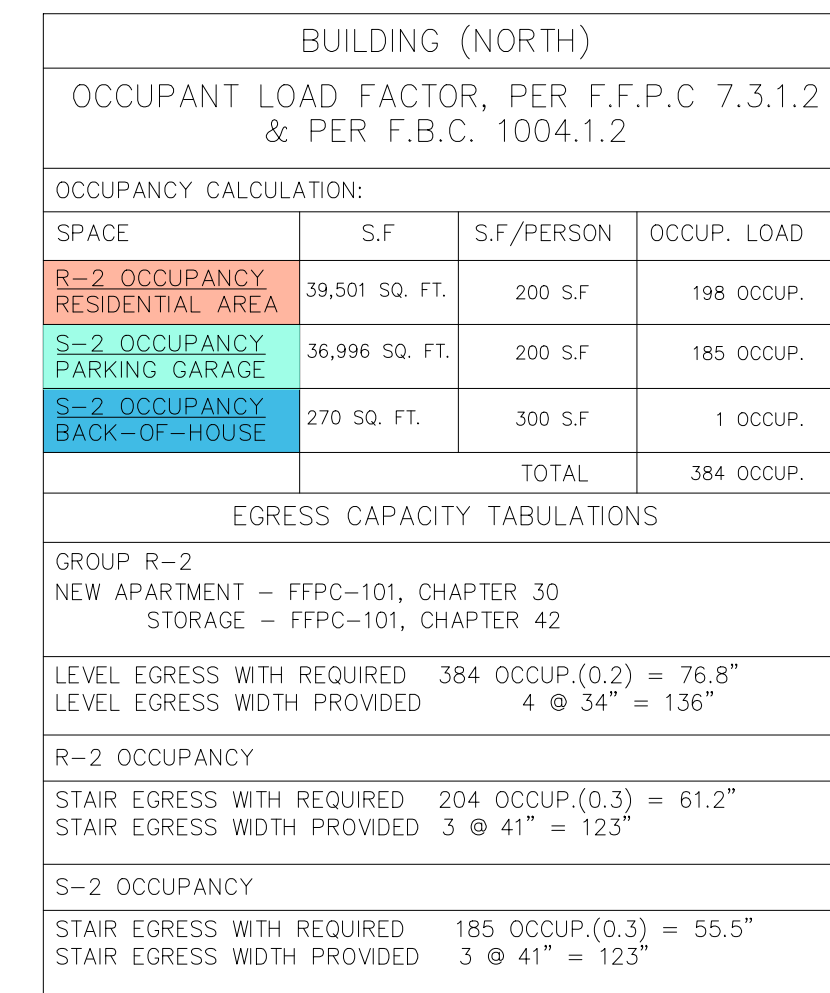 BUILDING (NORTH)
OCCUPANT LOAD FACTOR, PER F.F.P.C 7.3.1.2
& PER F.B.C. 1004.1.2
OCCUPANCY CALCULATION:
SPACE S.F S.F/PERSON OCCUP. LOAD
R-2 OCCUPANCY
RESIDENTIAL AREA 39,501 SQ. FT. 200 S.F 198 OCCUP.
S-2 OCCUPANCY
PARKING GARAGE 36,996 SQ. FT. 200 S.F 185 OCCUP.
S-2 OCCUPANCY
BACK-OF-HOUSE 270 SQ. FT. 300 S.F 1 OCCUP.
TOTAL 384 OCCUP.
EGRESS CAPACITY TABULATIONS
GROUP R-2
NEW APARTMENT - FFPC-101, CHAPTER 30
STORAGE - FFPC-101, CHAPTER 42
LEVEL EGRESS WITH REQUIRED 384 OCCUP.(0.2) = 76.8"
LEVEL EGRESS WIDTH PROVIDED 4 @ 34" = 136"
R-2 OCCUPANCY
STAIR EGRESS WITH REQUIRED 204 OCCUP.(0.3) = 61.2"
STAIR EGRESS WIDTH PROVIDED 3 @ 41" = 123"
S-2 OCCUPANCY
STAIR EGRESS WITH REQUIRED 185 OCCUP.(0.3) = 55.5"
STAIR EGRESS WIDTH PROVIDED 3 @ 41" = 123"